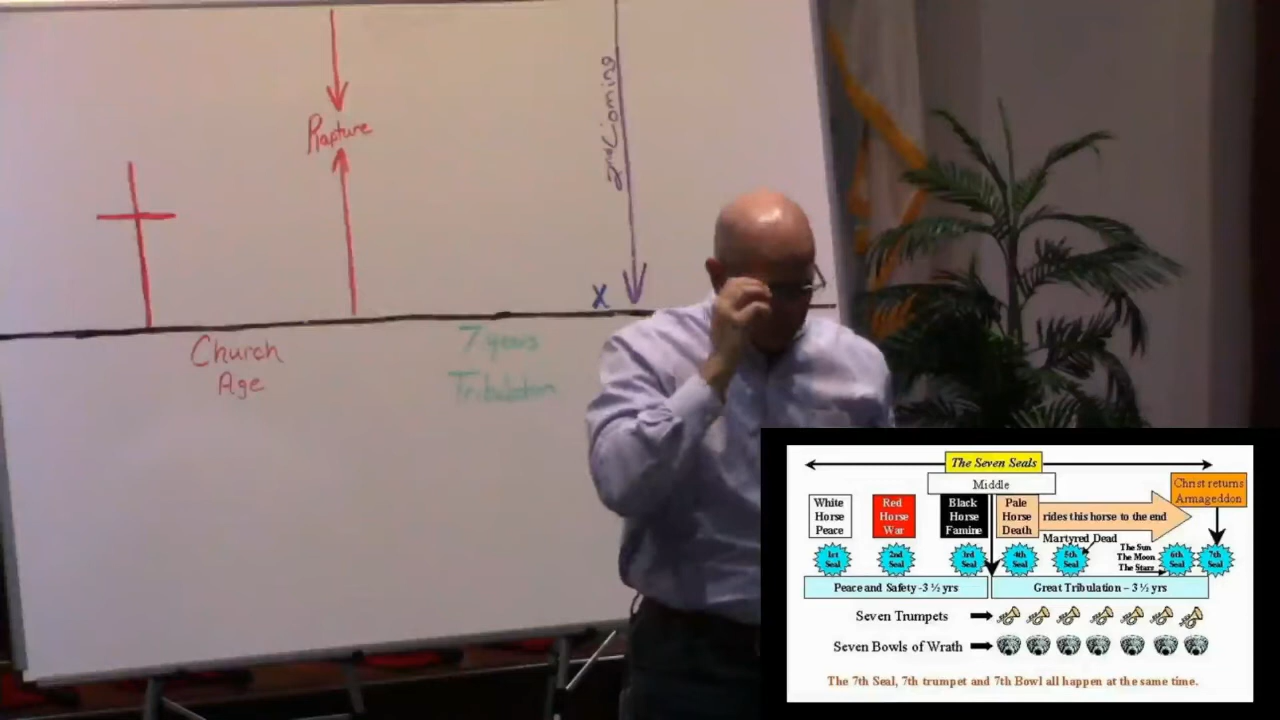 Rapture
2nd Coming
X
Church
Age
7 years
Tribulation
The Seven Seals
Middle
Christ returns
Armageddon
White
Horse
Peace
Red
Horse
War
Black
Horse
Famine
Pale
Horse
Death
rides this horse to the end
Martyred Dead
The Sun
The Moon
The Stars
1st
Seal
2nd
Seal
3rd
Seal
4th
Seal
5th
Seal
6th
Seal
7th
Seal
Peace and Safety -3 ½ yrs
Great Tribulation – 3 ½ yrs
Seven Trumpets
Seven Bowls of Wrath
The 7th Seal, 7th trumpet and 7th Bowl all happen at the same time.